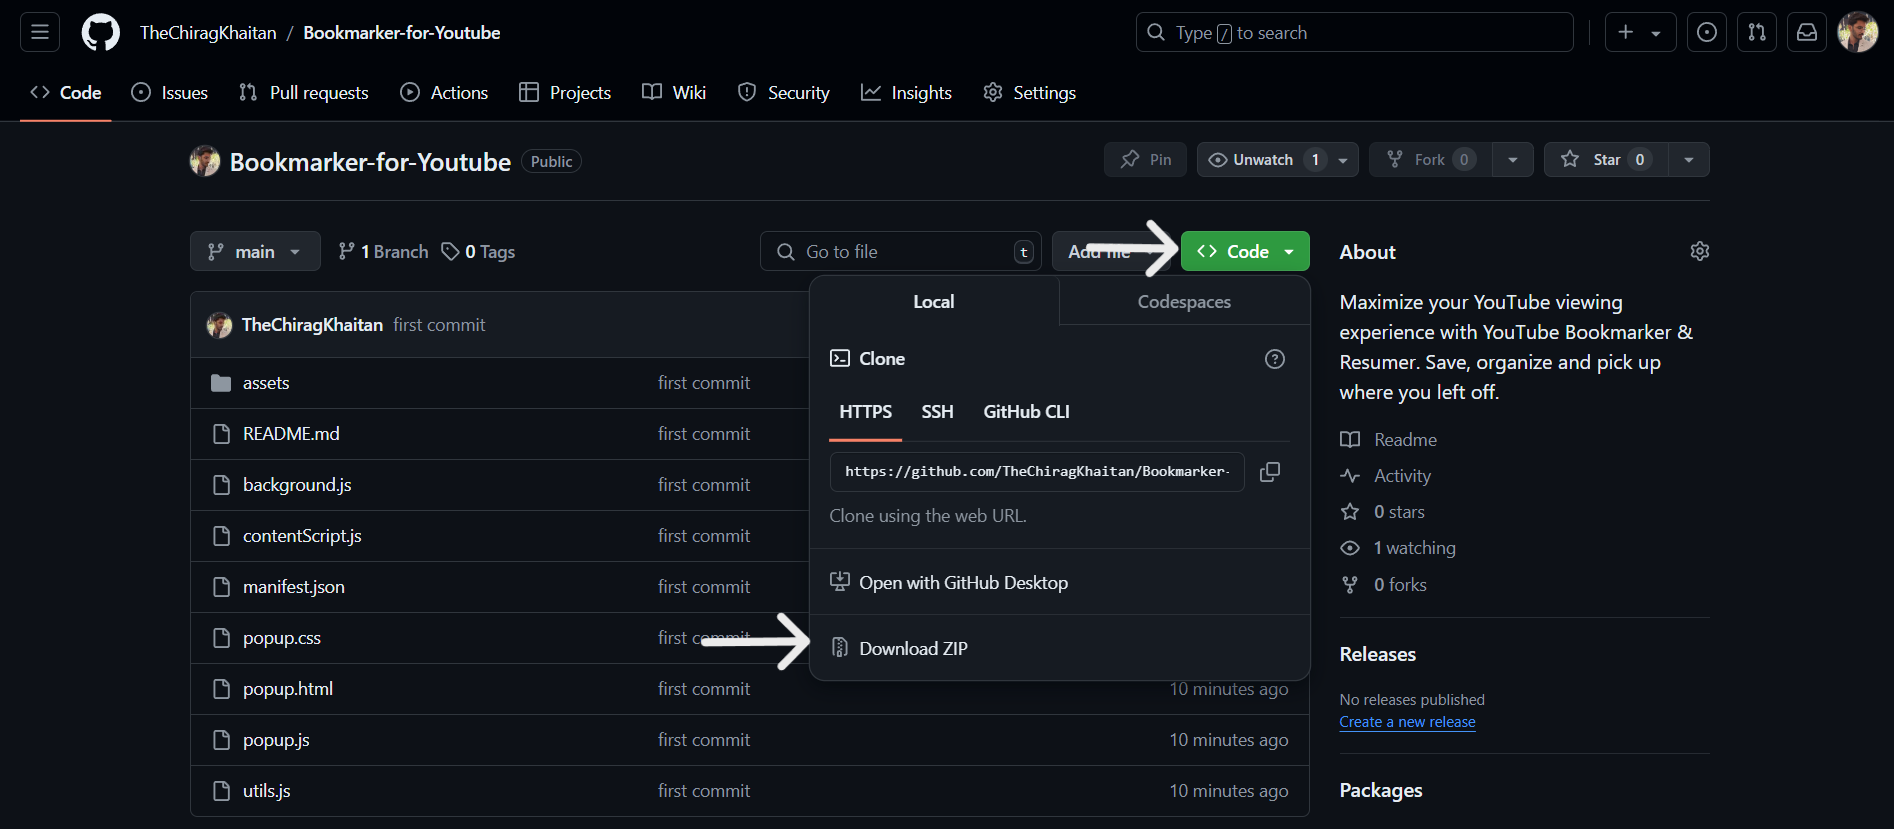 TheChiragKhaitan / Bookmarker-for-Youtube
Type / to search
Code Issues Pull requests Actions Projects Wiki Security Insights Settings
Bookmarker-for-Youtube Public
Pin Unwatch 1 Fork 0 Star 0
main 1 Branch 0 Tags
Go to file t Add file Code
Local Codespaces
Clone
HTTPS SSH GitHub CLI
https://github.com/TheChiragKhaitan/Bookmarker-
Clone using the web URL.
Open with GitHub Desktop
Download ZIP
TheChiragKhaitan first commit
assets first commit
README.md first commit
background.js first commit
contentScript.js first commit
manifest.json first commit
popup.css first commit
popup.html first commit 10 minutes ago
popup.js first commit 10 minutes ago
utils.js first commit 10 minutes ago
About
Maximize your YouTube viewing
experience with YouTube Bookmarker &
Resumer. Save, organize and pick up
where you left off.
Readme
Activity
0 stars
1 watching
0 forks
Releases
No releases published
Create a new release
Packages